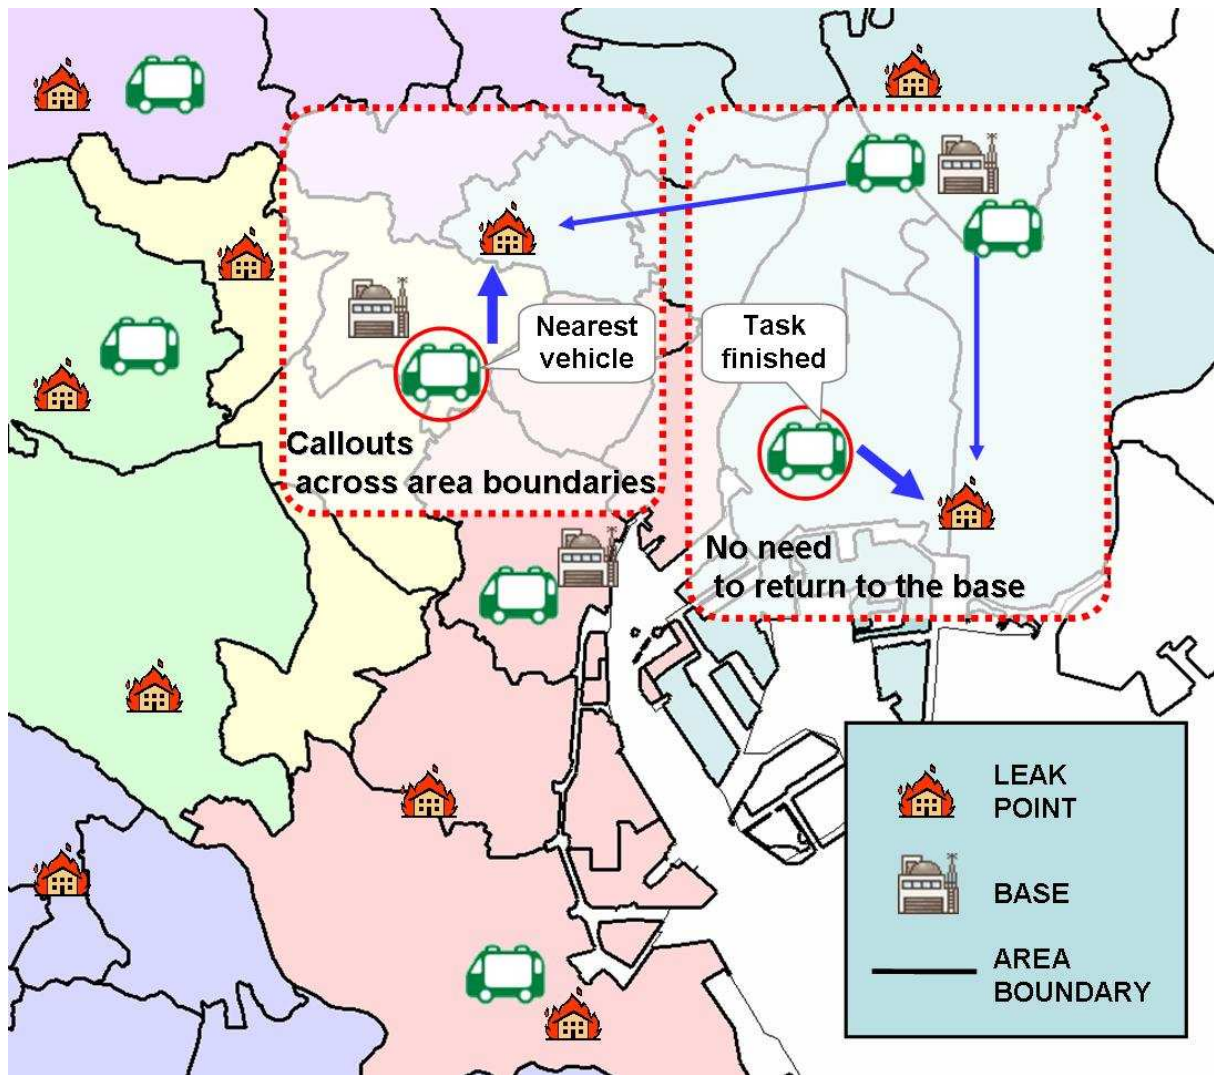 Nearest
vehicle
Task
finished
Callouts
across area boundaries
No need
to return to the base
LEAK
POINT
BASE
AREA
BOUNDARY